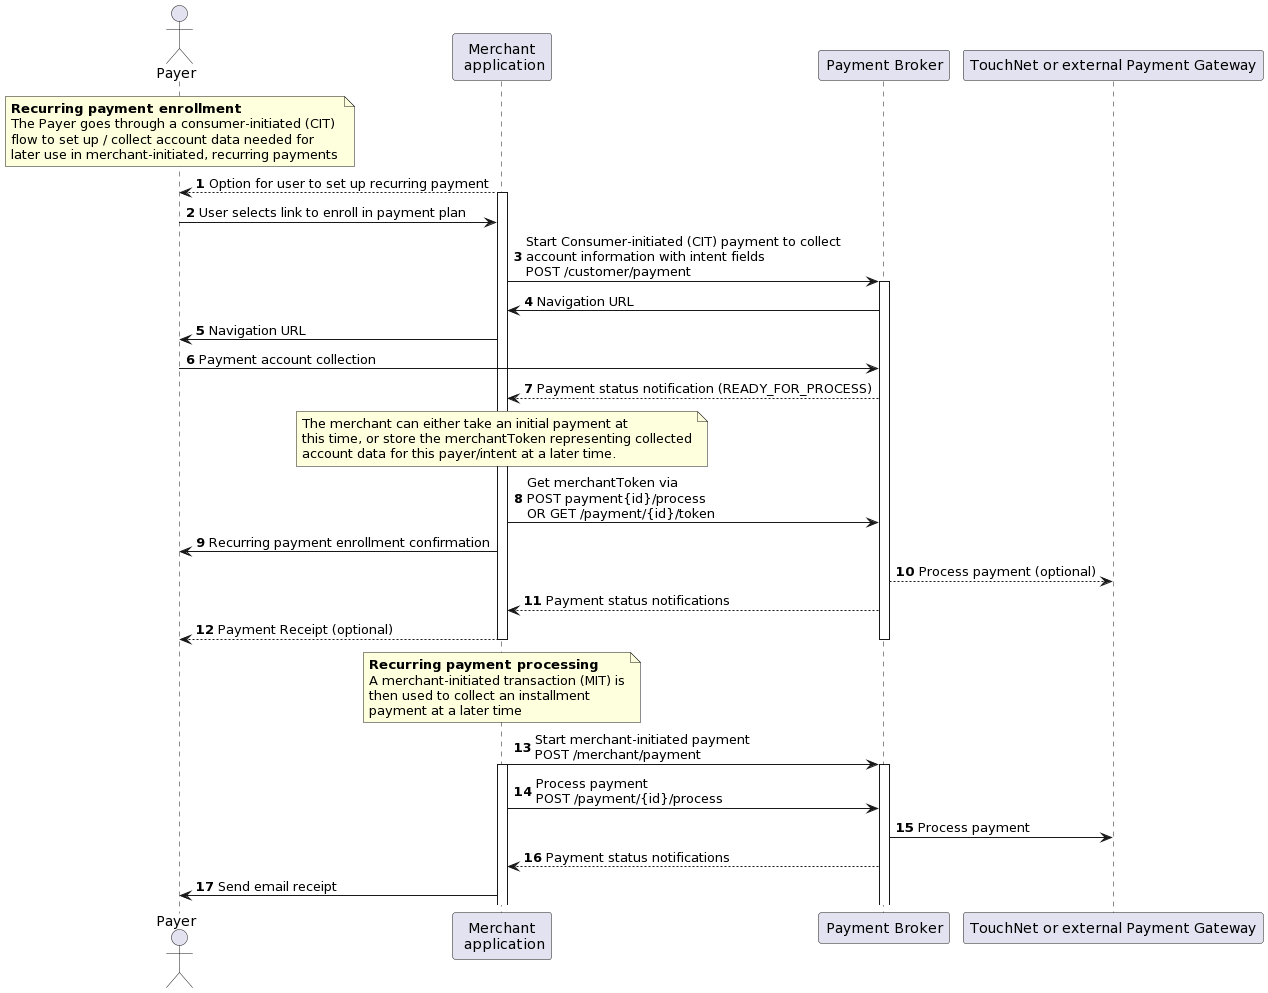 Payer
Merchant
application
Payment Broker
TouchNet or external Payment Gateway
Recurring payment enrollment
The Payer goes through a consumer-initiated (CIT)
flow to set up / collect account data needed for
later use in merchant-initiated, recurring payments
1 Option for user to set up recurring payment
2 User selects link to enroll in payment plan
Start Consumer-initiated (CIT) payment to collect
3 account information with intent fields
POST /customer/payment
4 Navigation URL
5 Navigation URL
6 Payment account collection
7 Payment status notification (READY_FOR_PROCESS)
The merchant can either take an initial payment at
this time, or store the merchantToken representing collected
account data for this payer/intent at a later time.
Get merchantToken via
8 POST payment{id}/process
OR GET /payment/{id}/token
9 Recurring payment enrollment confirmation
10 Process payment (optional)
11 Payment status notifications
12 Payment Receipt (optional)
Recurring payment processing
A merchant-initiated transaction (MIT) is
then used to collect an installment
payment at a later time
13 Start merchant-initiated payment
POST /merchant/payment
14 Process payment
POST /payment/{id}/process
15 Process payment
16 Payment status notifications
17 Send email receipt
Payer
Merchant
application
Payment Broker
TouchNet or external Payment Gateway